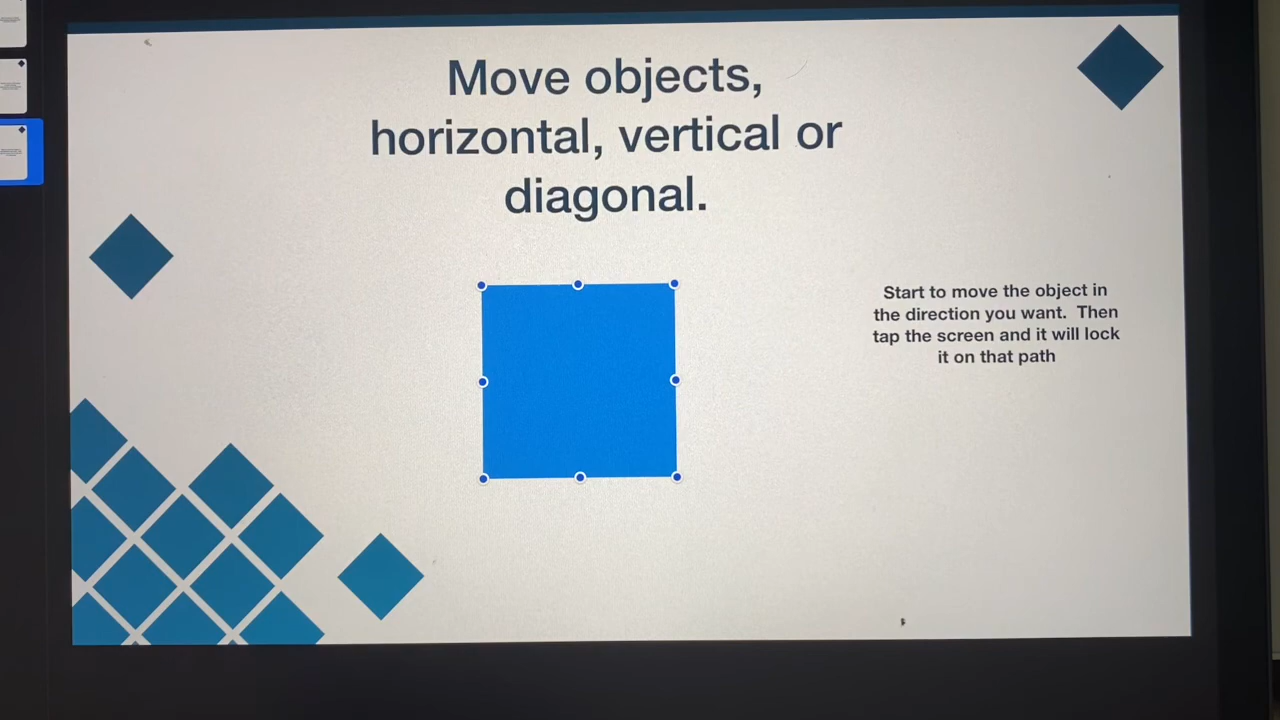 Move objects,
horizontal, vertical or
diagonal.
Start to move the object in
the direction you want.  Then
tap the screen and it will lock
it on that path